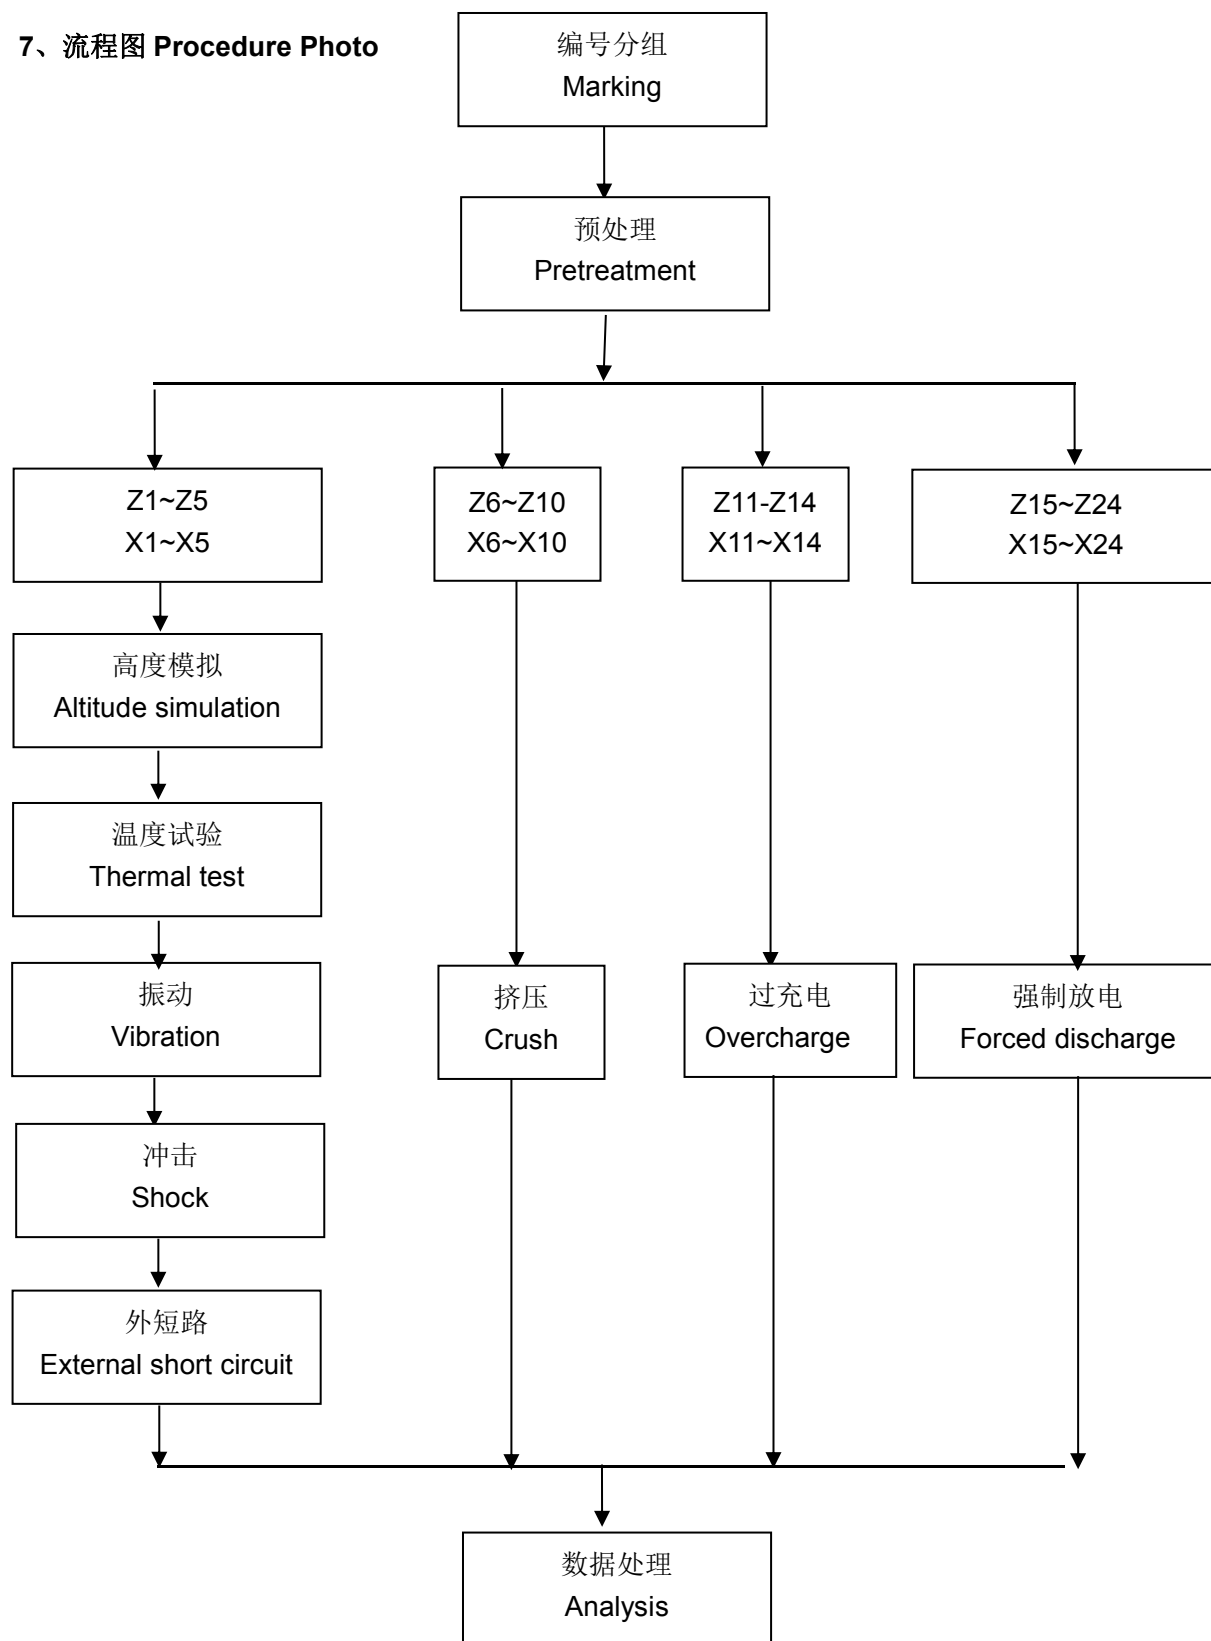 7、流程图 Procedure Photo
编号分组
Marking
预处理
Pretreatment
Z1~Z5
X1~X5
Z6~Z10
X6~X10
Z11-Z14
X11~X14
Z15~Z24
X15~X24
高度模拟
Altitude simulation
温度试验
Thermal test
振动
Vibration
挤压
Crush
过充电
Overcharge
强制放电
Forced discharge
冲击
Shock
外短路
External short circuit
数据处理
Analysis